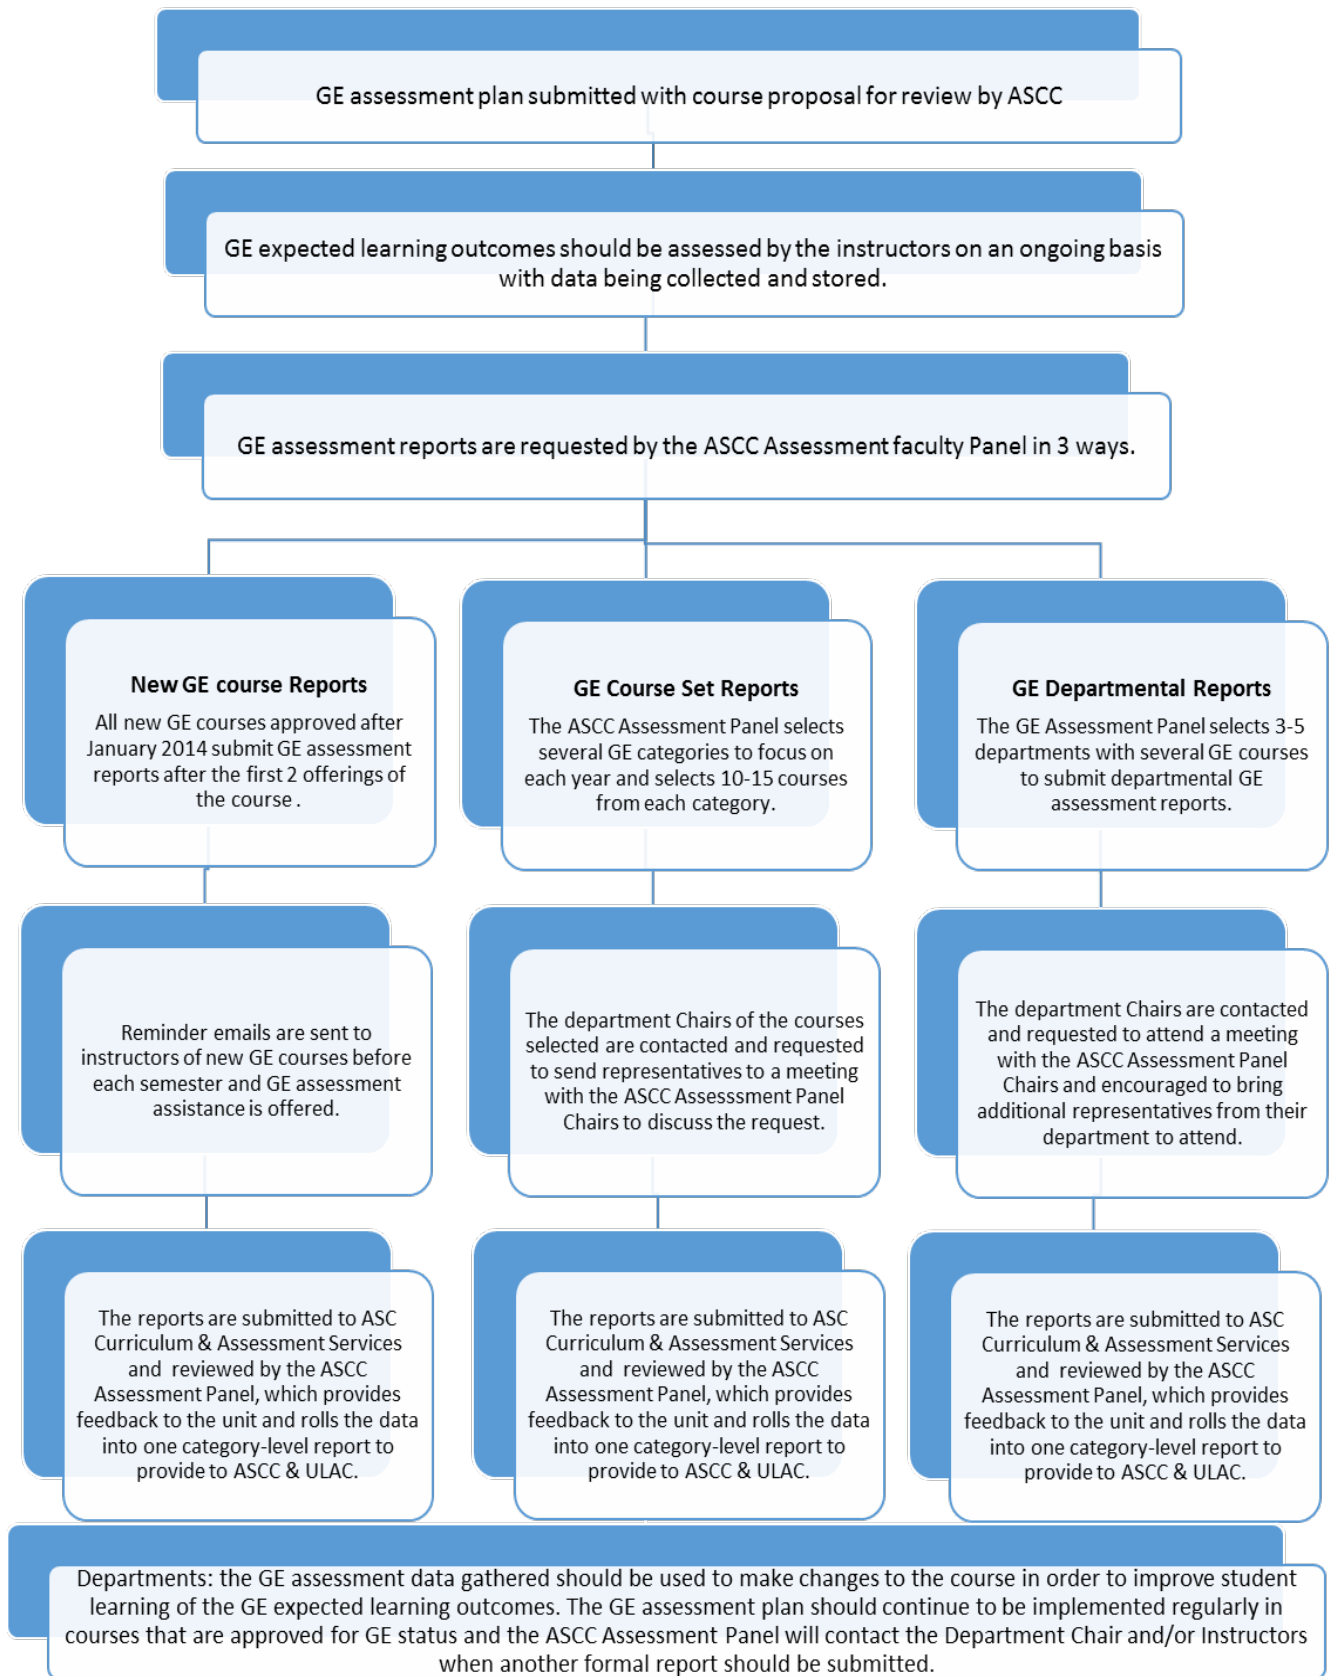 GE assessment plan submitted with course proposal for review by ASCC
GE expected learning outcomes should be assessed by the instructors on an ongoing basis
with data being collected and stored.
GE assessment reports are requested by the ASCC Assessment faculty Panel in 3 ways.
New GE course Reports
All new GE courses approved after
January 2014 submit GE assessment
reports after the first 2 offerings of
the course .
GE Course Set Reports
The ASCC Assessment Panel selects
several GE categories to focus on
each year and selects 10-15 courses
from each category.
GE Departmental Reports
The GE Assessment Panel selects 3-5
departments with several GE courses
to submit departmental GE
assessment reports.
Reminder emails are sent to
instructors of new GE courses before
each semester and GE assessment
assistance is offered.
The department Chairs of the courses
selected are contacted and requested
to send representatives to a meeting
with the ASCC Assesssment Panel
Chairs to discuss the request.
The department Chairs are contacted
and requested to attend a meeting
with the ASCC Assessment Panel
Chairs and encouraged to bring
additional representatives from their
department to attend.
The reports are submitted to ASC
Curriculum & Assessment Services
and reviewed by the ASCC
Assessment Panel, which provides
feedback to the unit and rolls the data
into one category-level report to
provide to ASCC & ULAC.
The reports are submitted to ASC
Curriculum & Assessment Services
and reviewed by the ASCC
Assessment Panel, which provides
feedback to the unit and rolls the data
into one category-level report to
provide to ASCC & ULAC.
The reports are submitted to ASC
Curriculum & Assessment Services
and reviewed by the ASCC
Assessment Panel, which provides
feedback to the unit and rolls the data
into one category-level report to
provide to ASCC & ULAC.
Departments: the GE assessment data gathered should be used to make changes to the course in order to improve student
learning of the GE expected learning outcomes. The GE assessment plan should continue to be implemented regularly in
courses that are approved for GE status and the ASCC Assessment Panel will contact the Department Chair and/or Instructors
when another formal report should be submitted.